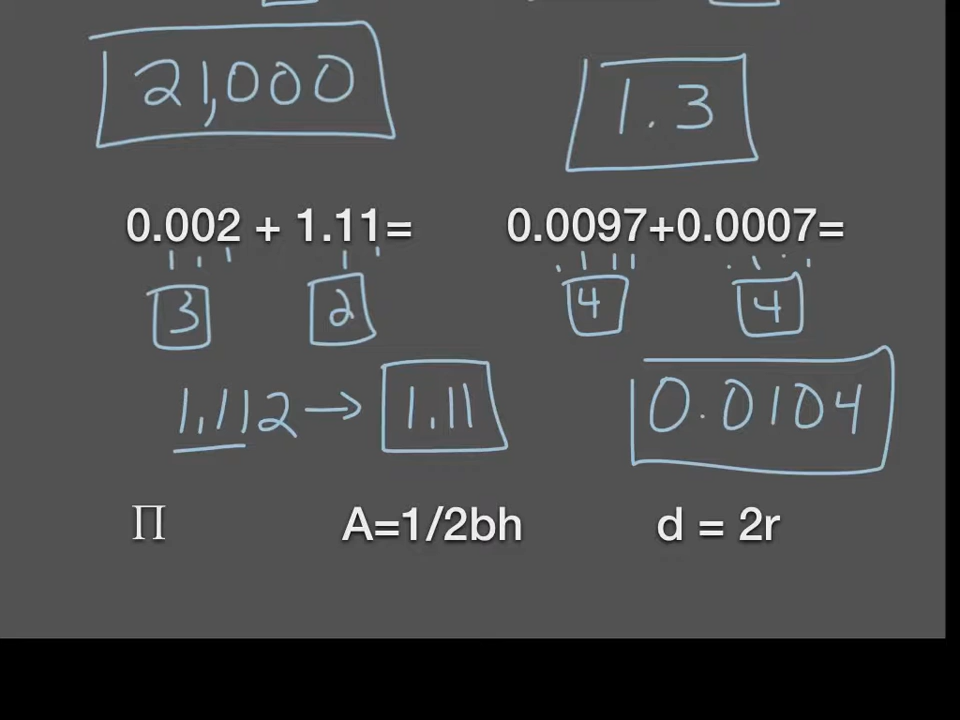 21,000 1.3
0.002 + 1.11= 0.0097+0.0007=
3 2 4 4
1.112 → 1.11 0.0104
Π A=1/2bh d = 2r